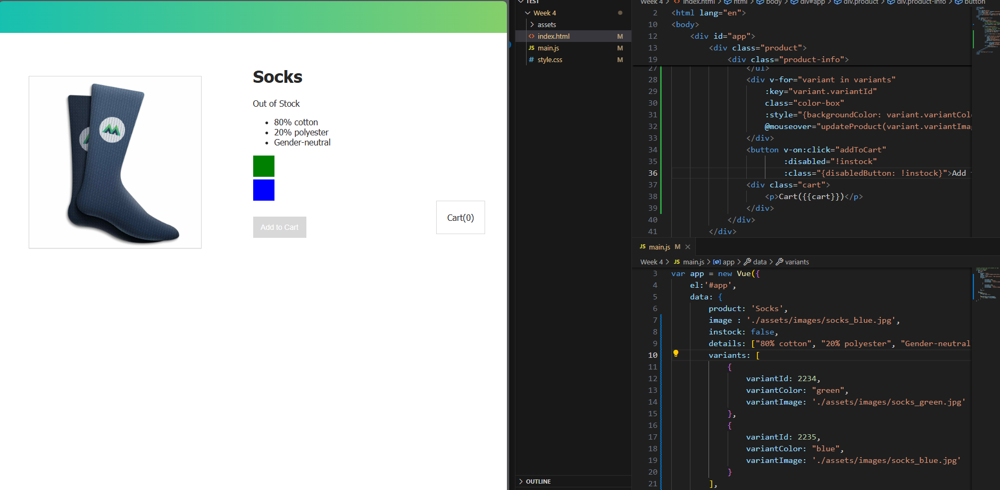 Socks
Out of Stock
80% cotton
20% polyester
Gender-neutral
Add to Cart
Cart(0)
TEST
Week 4
assets
index.html M
main.js M
style.css M
OUTLINE
Week 4 > index.html > html > body > div#app > div.product > div.product-info > button
2 <html lang="en">
10 <body>
12 <div id="app">
13 <div class="product">
19 <div class="product-info">
27 </ul>
28 <div v-for="variant in variants"
29 :key="variant.variantId"
30 class="color-box"
31 :style="{backgroundColor: variant.variantCol
32 @mouseover="updateProduct(variant.variantIma
33 </div>
34 <button v-on:click="addToCart"
35 :disabled="!instock"
36 :class="{disabledButton: !instock}">Add
37 <div class="cart">
38 <p>Cart({{cart}})</p>
39 </div>
40 </div>
41 </div>
JS main.js M
Week 4 > JS main.js > app > data > variants
3 var app = new Vue({
4 el:'#app',
5 data: {
6 product: 'Socks',
7 image : './assets/images/socks_blue.jpg',
8 instock: false,
9 details: ["80% cotton", "20% polyester", "Gender-neutral
10 variants: [
11 {
12 variantId: 2234,
13 variantColor: "green",
14 variantImage: './assets/images/socks_green.jpg'
15 },
16 {
17 variantId: 2235,
18 variantColor: "blue",
19 variantImage: './assets/images/socks_blue.jpg'
20 }
21 ],